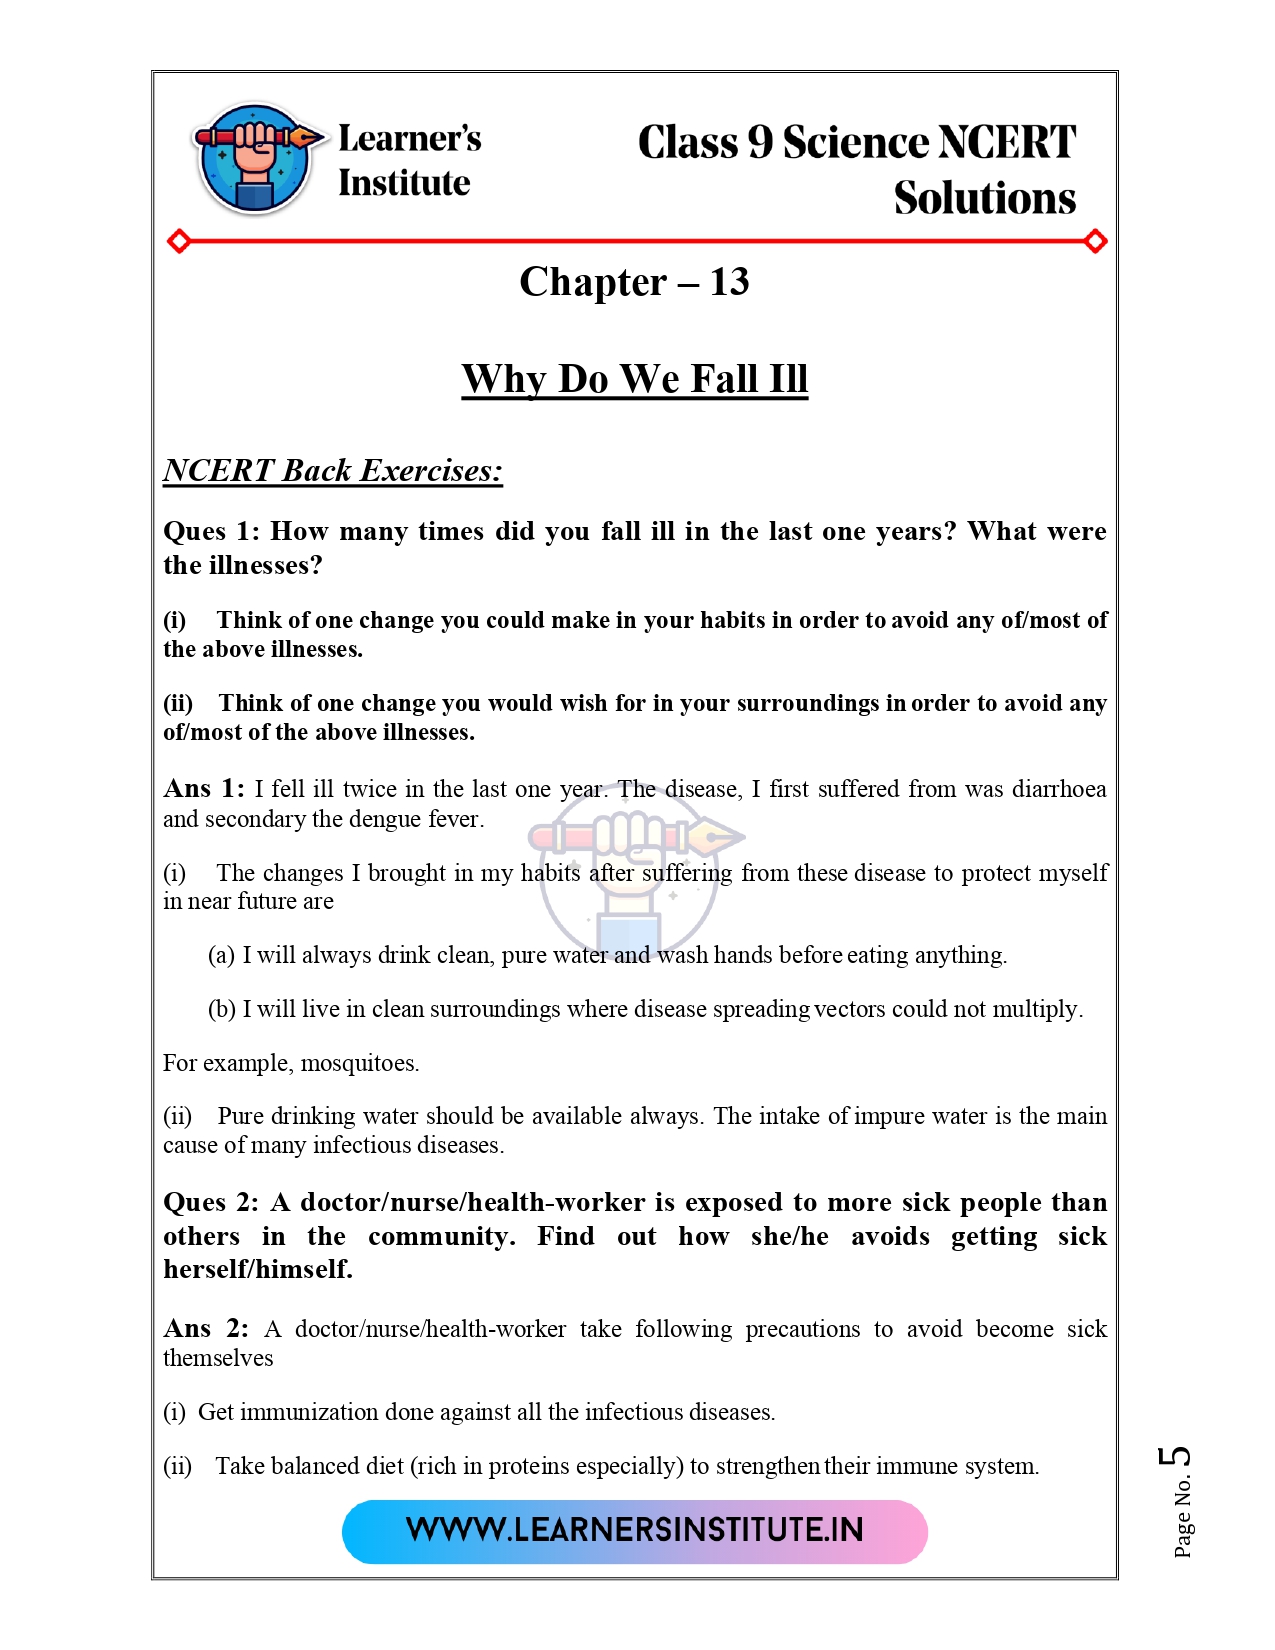 Learner's
Institute
Class 9 Science NCERT
Solutions
Chapter – 13
Why Do We Fall Ill
NCERT Back Exercises:
Ques 1: How many times did you fall ill in the last one years? What were
the illnesses?
(i) Think of one change you could make in your habits in order to avoid any of/most of
the above illnesses.
(ii) Think of one change you would wish for in your surroundings in order to avoid any
of/most of the above illnesses.
Ans 1: I fell ill twice in the last one year. The disease, I first suffered from was diarrhoea
and secondary the dengue fever.
(i) The changes I brought in my habits after suffering from these disease to protect myself
in near future are
(a) I will always drink clean, pure water and wash hands before eating anything.
(b) I will live in clean surroundings where disease spreading vectors could not multiply.
For example, mosquitoes.
(ii) Pure drinking water should be available always. The intake of impure water is the main
cause of many infectious diseases.
Ques 2: A doctor/nurse/health-worker is exposed to more sick people than
others in the community. Find out how she/he avoids getting sick
herself/himself.
Ans 2: A doctor/nurse/health-worker take following precautions to avoid become sick
themselves
(i) Get immunization done against all the infectious diseases.
(ii) Take balanced diet (rich in proteins especially) to strengthen their immune system.
WWW.LEARNERSINSTITUTE.IN
Page No. 5